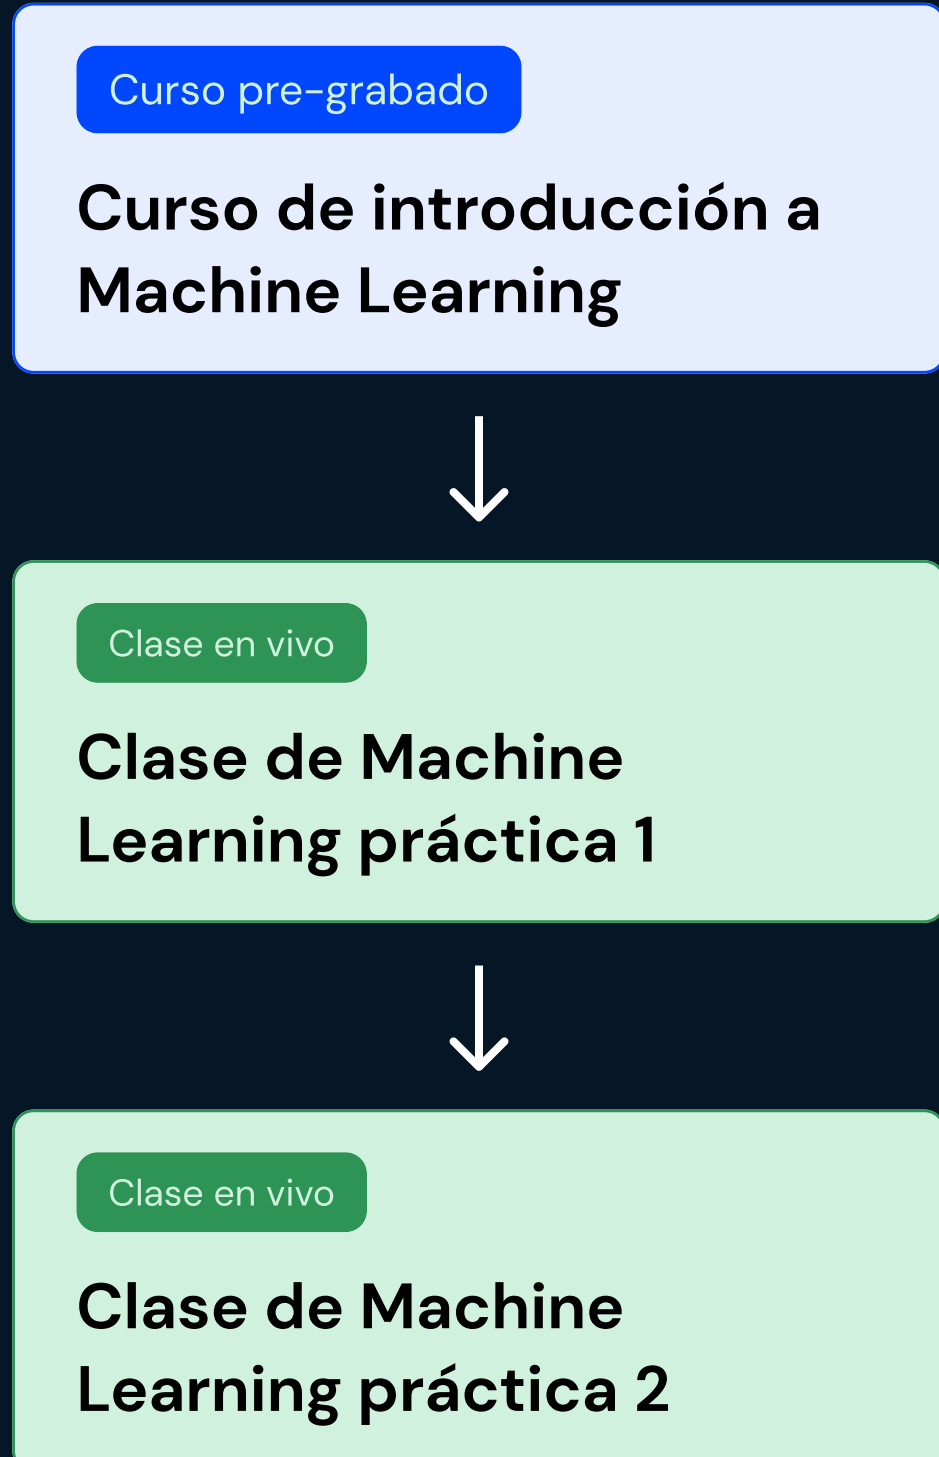 Curso pre-grabado
Curso de introducción a
Machine Learning
Clase en vivo
Clase de Machine
Learning práctica 1
Clase en vivo
Clase de Machine
Learning práctica 2